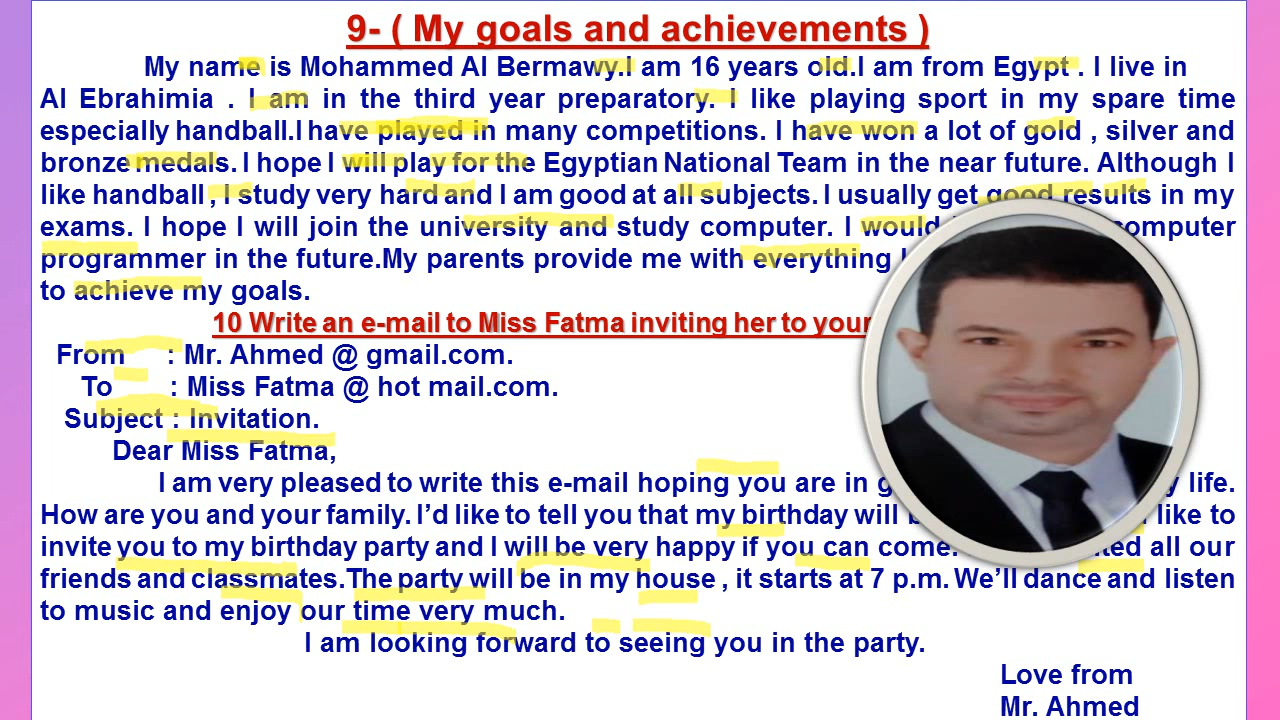 9- ( My goals and achievements )
My name is Mohammed Al Bermawy.I am 16 years old.I am from Egypt . I live in
Al Ebrahimia . I am in the third year preparatory. I like playing sport in my spare time
especially handball.I have played in many competitions. I have won a lot of gold , silver and
bronze medals. I hope I will play for the Egyptian National Team in the near future. Although I
like handball , I study very hard and I am good at all subjects. I usually get good results in my
exams. I hope I will join the university and study computer. I would computer
programmer in the future.My parents provide me with everything I
to achieve my goals.
10 Write an e-mail to Miss Fatma inviting her to your
From : Mr. Ahmed @ gmail.com.
To : Miss Fatma @ hot mail.com.
Subject : Invitation.
Dear Miss Fatma,
I am very pleased to write this e-mail hoping you are in life.
How are you and your family. I’d like to tell you that my birthday will like to
invite you to my birthday party and I will be very happy if you can come. all our
friends and classmates.The party will be in my house , it starts at 7 p.m. We’ll dance and listen
to music and enjoy our time very much.
I am looking forward to seeing you in the party.
Love from
Mr. Ahmed